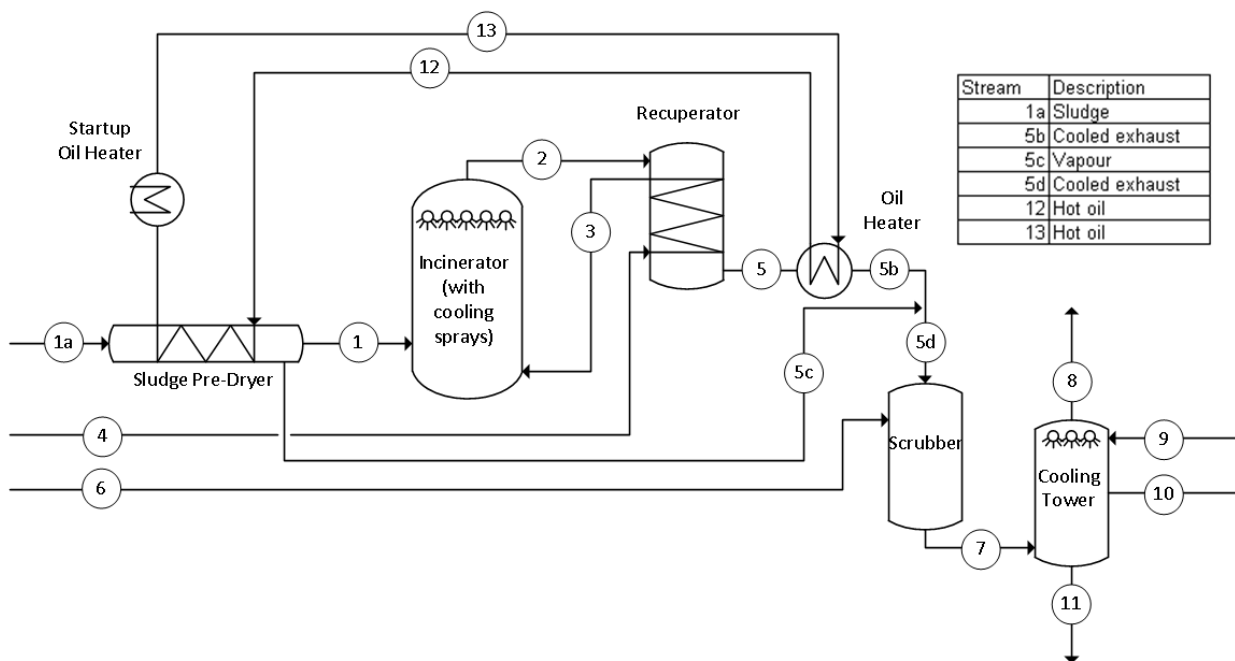 13
12
Stream Description
1a Sludge
5b Cooled exhaust
5c Vapour
5d Cooled exhaust
12 Hot oil
13 Hot oil
Startup
Oil Heater
Recuperator
2
3
Oil
Heater
Incinerator
(with
cooling
sprays)
5
5b
1a
1
Sludge Pre-Dryer
5c
5d
8
4
6
Scrubber
9
Cooling
Tower
10
7
11